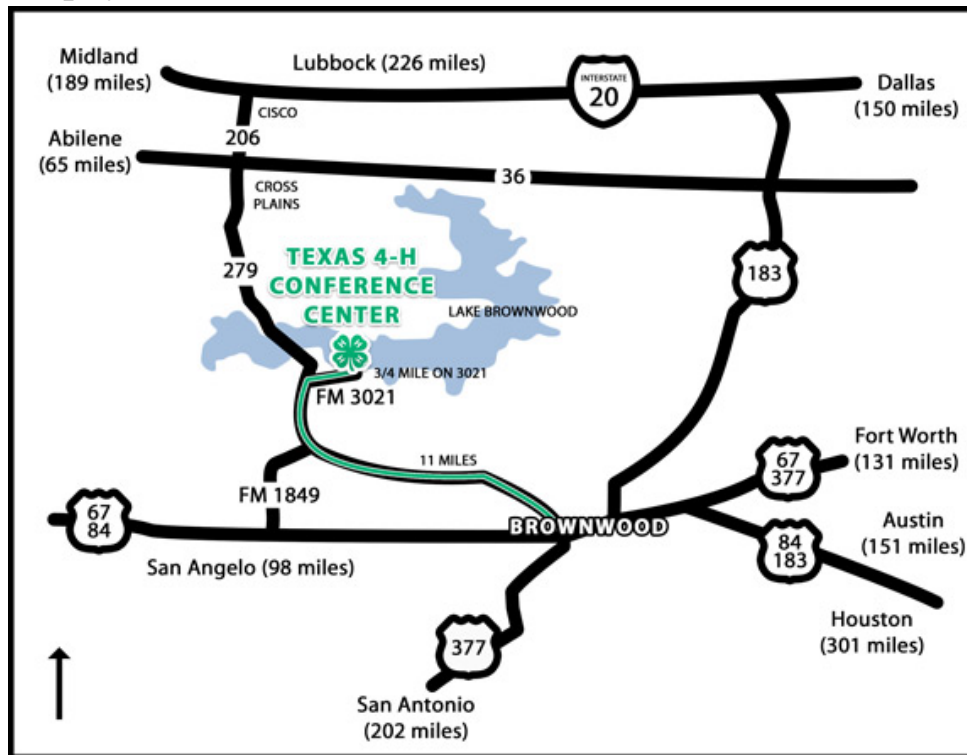 Midland
(189 miles)
Lubbock (226 miles)
INTERSTATE
20
Dallas
(150 miles)
CISCO
206
Abilene
(65 miles)
36
CROSS
PLAINS
279
TEXAS 4-H
CONFERENCE
CENTER
183
LAKE BROWNWOOD
H H
H H
3/4 MILE ON 3021
FM 3021
11 MILES
Fort Worth
(131 miles)
67
377
FM 1849
67
84
BROWNWOOD
Austin
(151 miles)
84
183
San Angelo (98 miles)
Houston
(301 miles)
377
San Antonio
(202 miles)